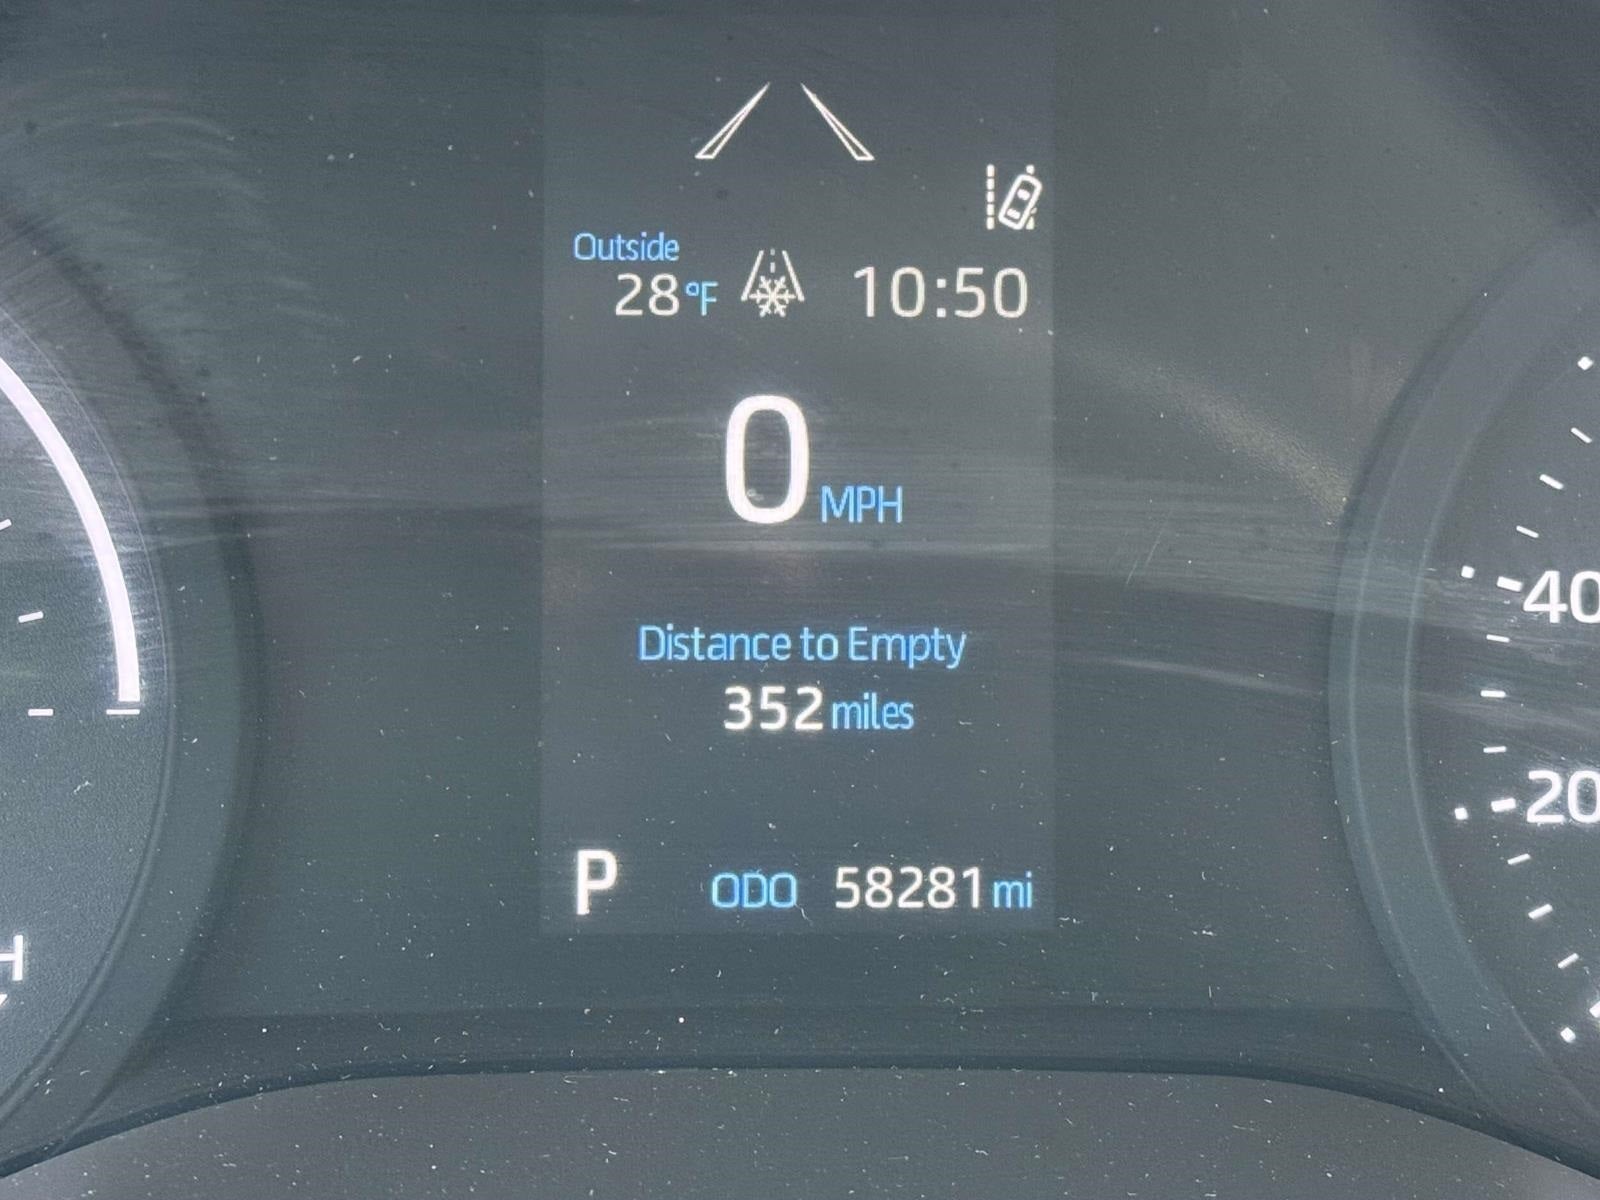 Outside
28°F 10:50
0 MPH
40
Distance to Empty
352 miles
20
P ODO 58281 mi
H